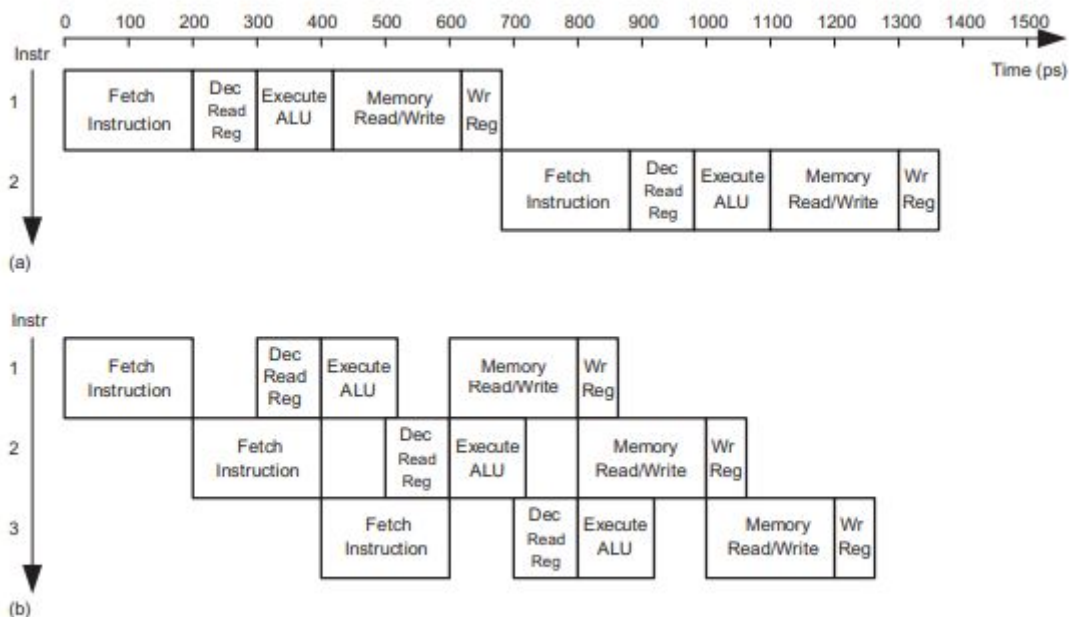 0 100 200 300 400 500 600 700 800 900 1000 1100 1200 1300 1400 1500
Instr
Time (ps)
1
Fetch
Instruction
Dec
Read
Reg
Execute
ALU
Memory
Read/Write
Wr
Reg
2
Fetch
Instruction
Dec
Read
Reg
Execute
ALU
Memory
Read/Write
Wr
Reg
(a)
Instr
1
Fetch
Instruction
Dec
Read
Reg
Execute
ALU
Memory
Read/Write
Wr
Reg
2
Fetch
Instruction
Dec
Read
Reg
Execute
ALU
Memory
Read/Write
Wr
Reg
3
Fetch
Instruction
Dec
Read
Reg
Execute
ALU
Memory
Read/Write
Wr
Reg
(b)